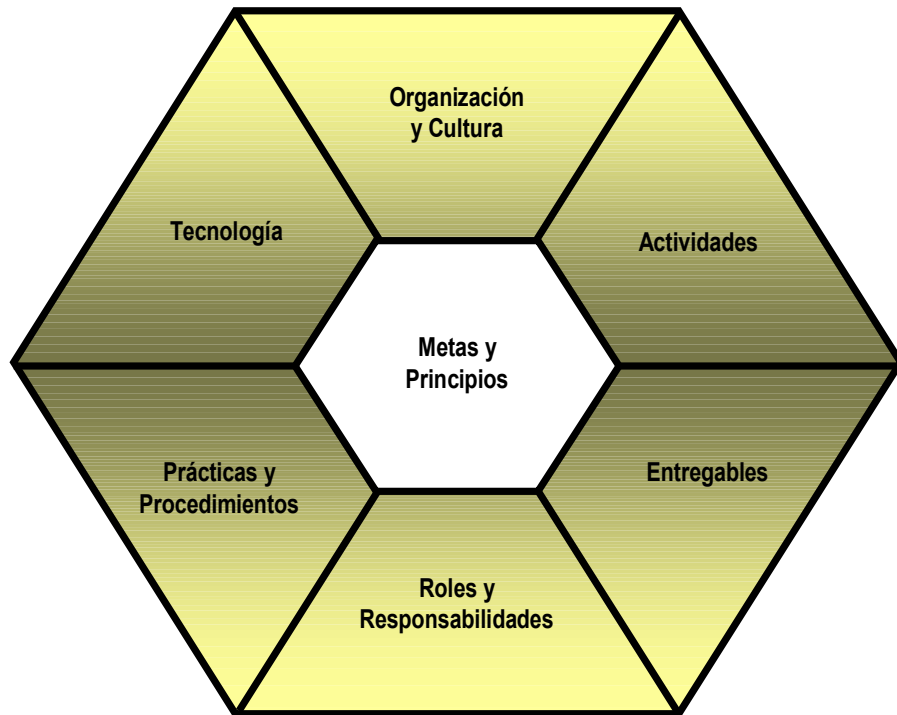 Organización
y Cultura
Tecnología
Actividades
Metas y
Principios
Prácticas y
Procedimientos
Entregables
Roles y
Responsabilidades